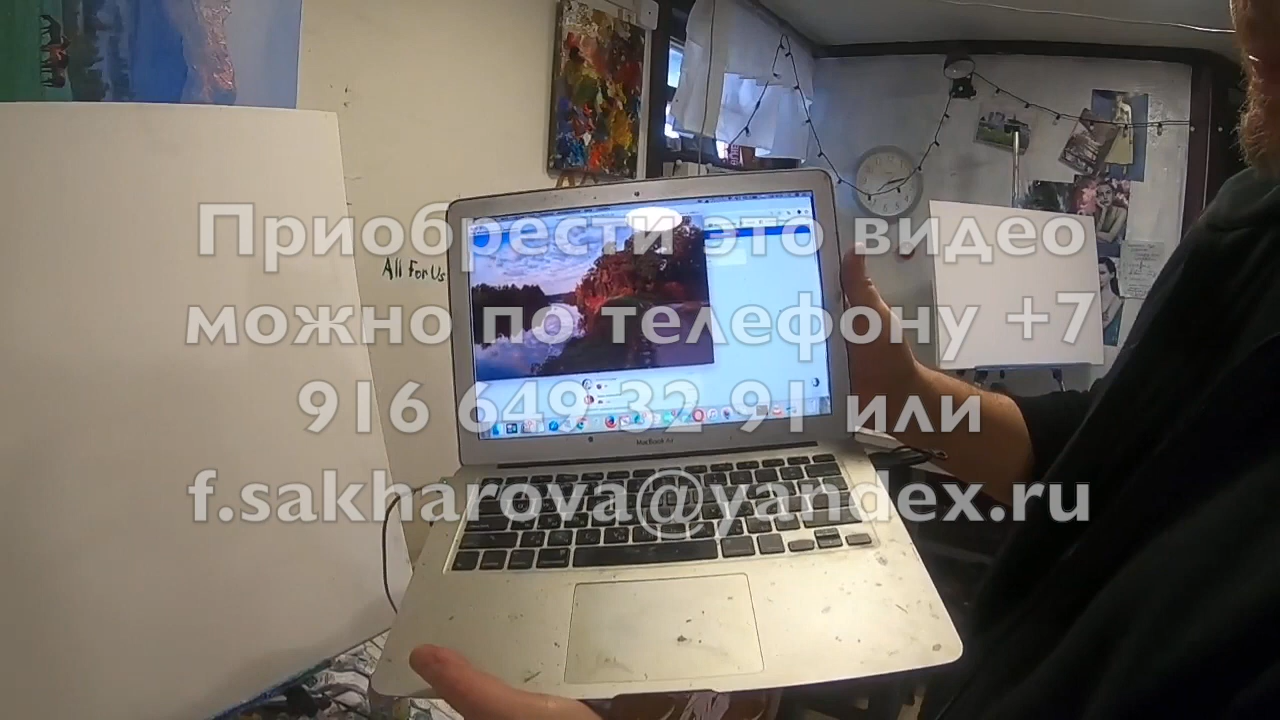 Приобрести это видео
можно по телефону +7
916 649 32 91 или
f.sakharova@yandex.ru
All For Us
MacBook Air